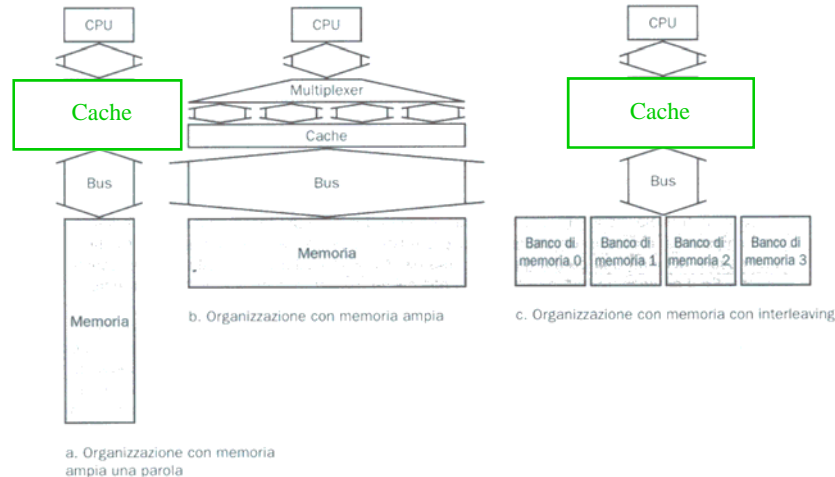 CPU
Cache
Bus
Memoria
a. Organizzazione con memoria
ampia una parola
CPU
Multiplexer
Cache
Bus
Memoria
b. Organizzazione con memoria ampia
CPU
Cache
Bus
Banco di
memoria 0
Banco di
memoria 1
Banco di
memoria 2
Banco di
memoria 3
c. Organizzazione con memoria con interleaving